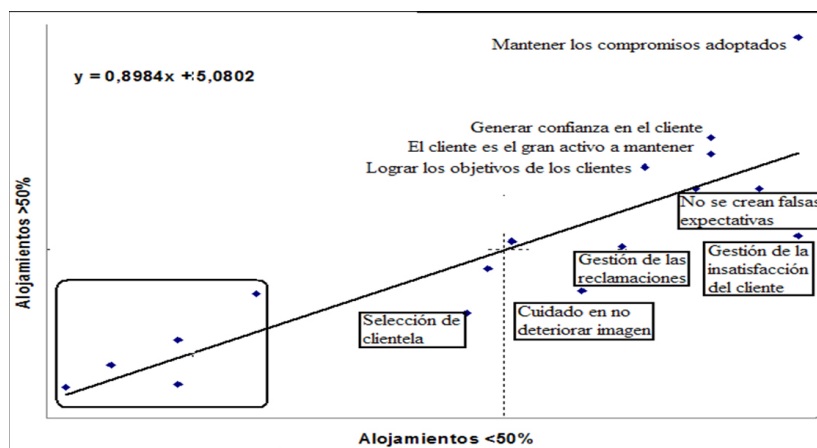 Mantener los compromisos adoptados
y = 0,8984x + 5,0802
Generar confianza en el cliente
El cliente es el gran activo a mantener
Lograr los objetivos de los clientes
No se crean falsas
expectativas
Gestión de las
reclamaciones
Gestión de la
insatisfacción
del cliente
Selección de
clientela
Cuidado en no
deteriorar imagen
Alojamientos >50%
Alojamientos <50%